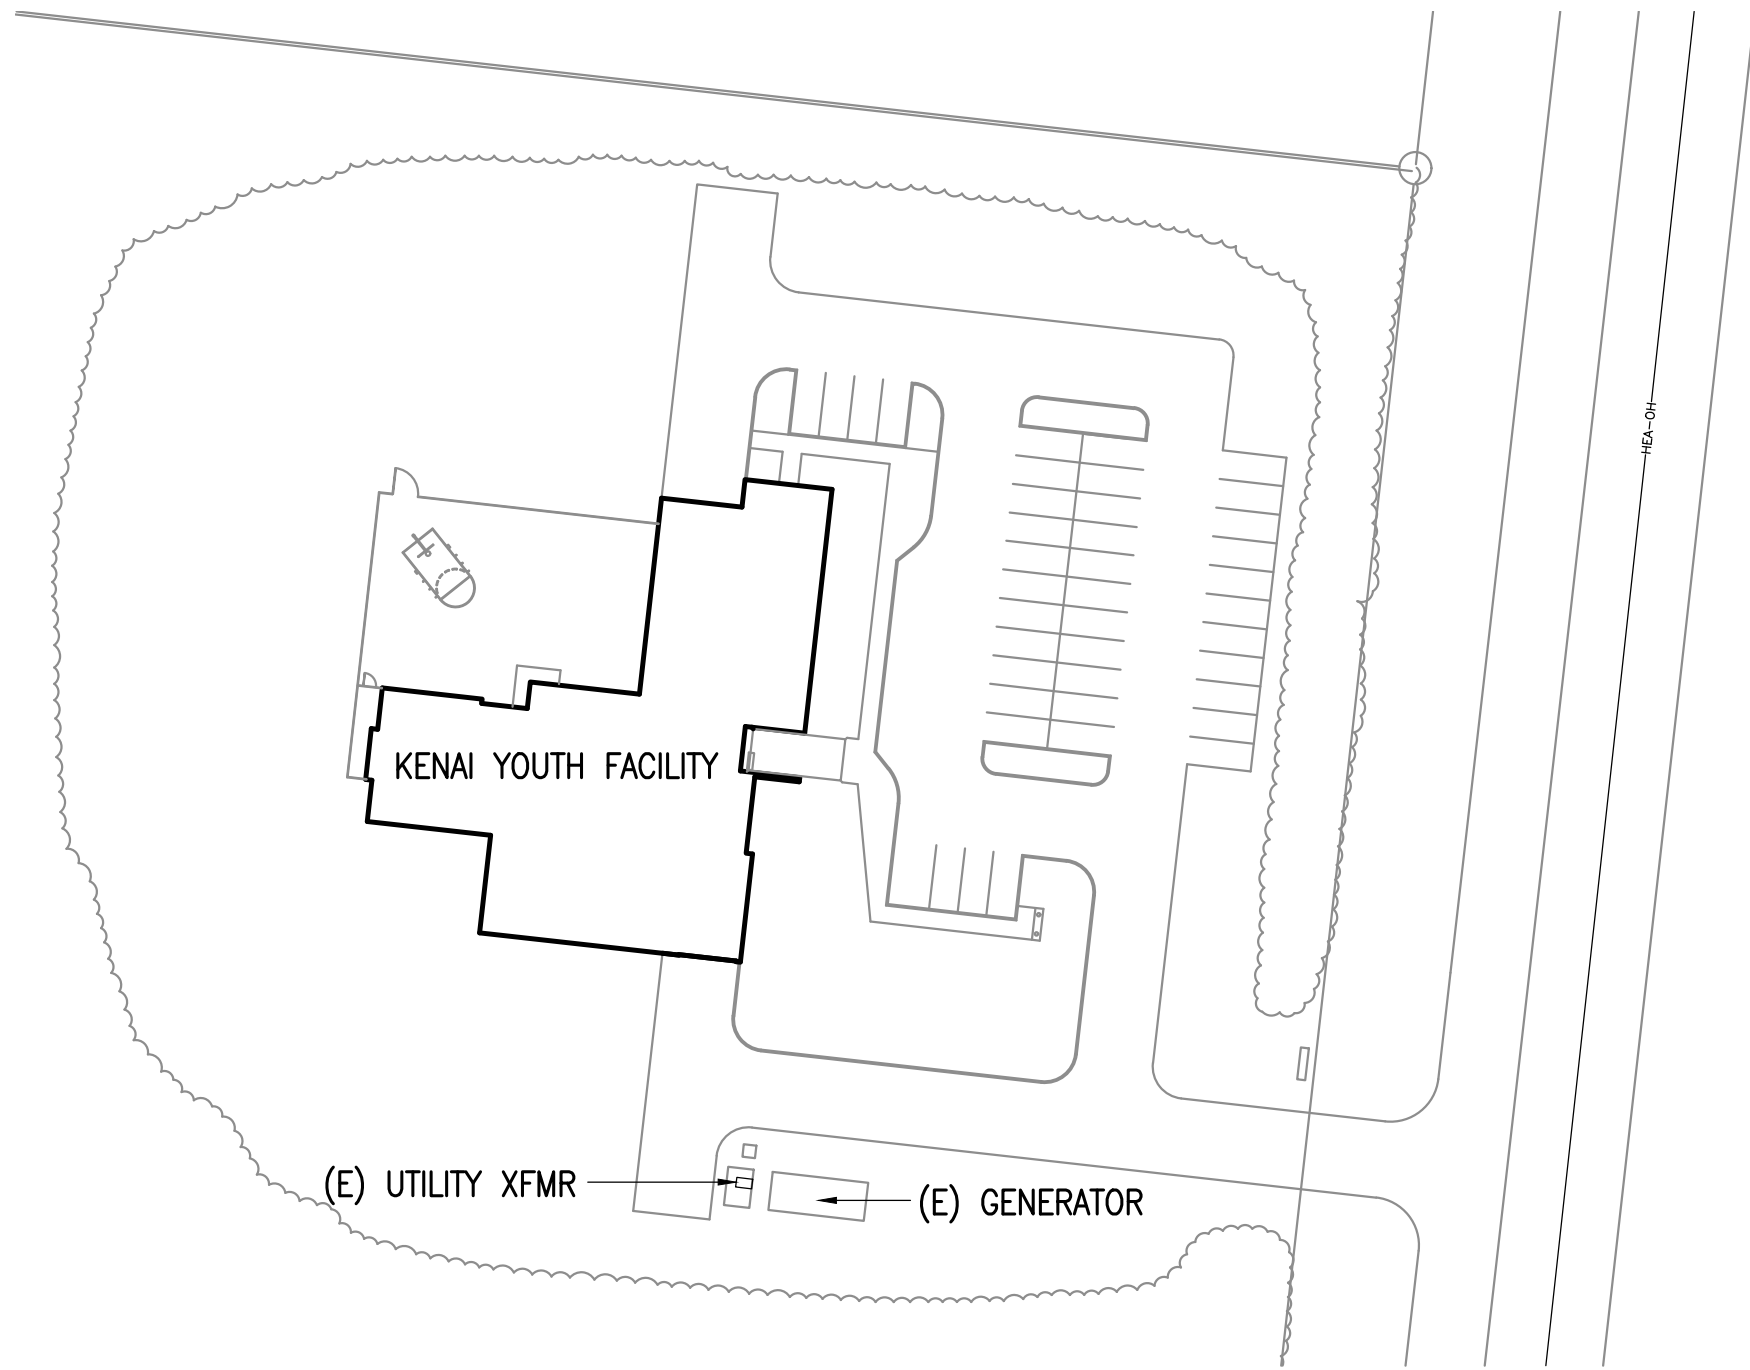 HEA-OH
KENAI YOUTH FACILITY
(E) UTILITY XFMR
(E) GENERATOR